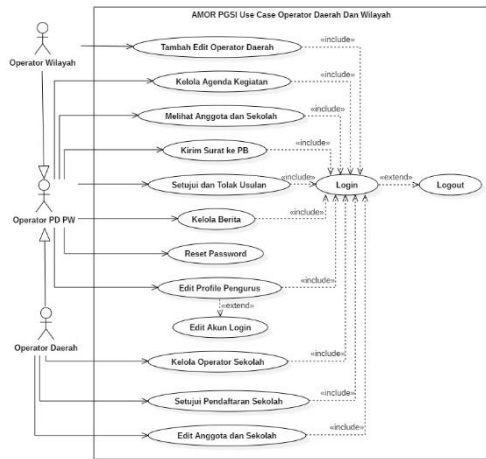 AMOR PGSI Use Case Operator Daerah Dan Wilayah
Operator Wilayah
Tambah Edit Operator Daerah
«include»
Kelola Agenda Kegiatan
«include»
Melihat Anggota dan Sekolah
«include»
Kirim Surat ke PB
«include»
Operator PD PW
Setujui dan Tolak Usulan
«include»
Login
«extend»
Logout
Kelola Berita
«include»
Reset Password
Edit Profile Pengurus
«include»
«extend»
Edit Akun Login
Operator Daerah
Kelola Operator Sekolah
«include»
Setujui Pendaftaran Sekolah
«include»
Edit Anggota dan Sekolah
«include»